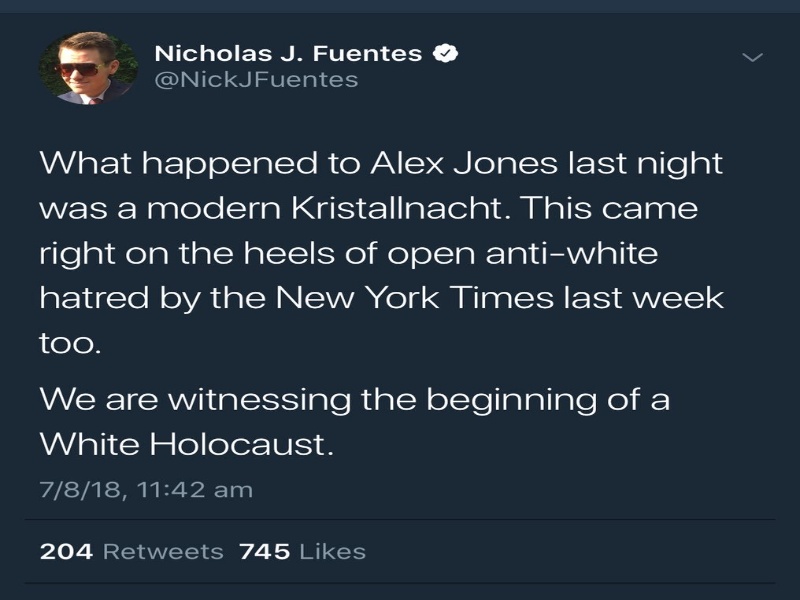 Nicholas J. Fuentes
@NickJFuentes
What happened to Alex Jones last night
was a modern Kristallnacht. This came
right on the heels of open anti-white
hatred by the New York Times last week
too.
We are witnessing the beginning of a
White Holocaust.
7/8/18, 11:42 am
204 Retweets 745 Likes